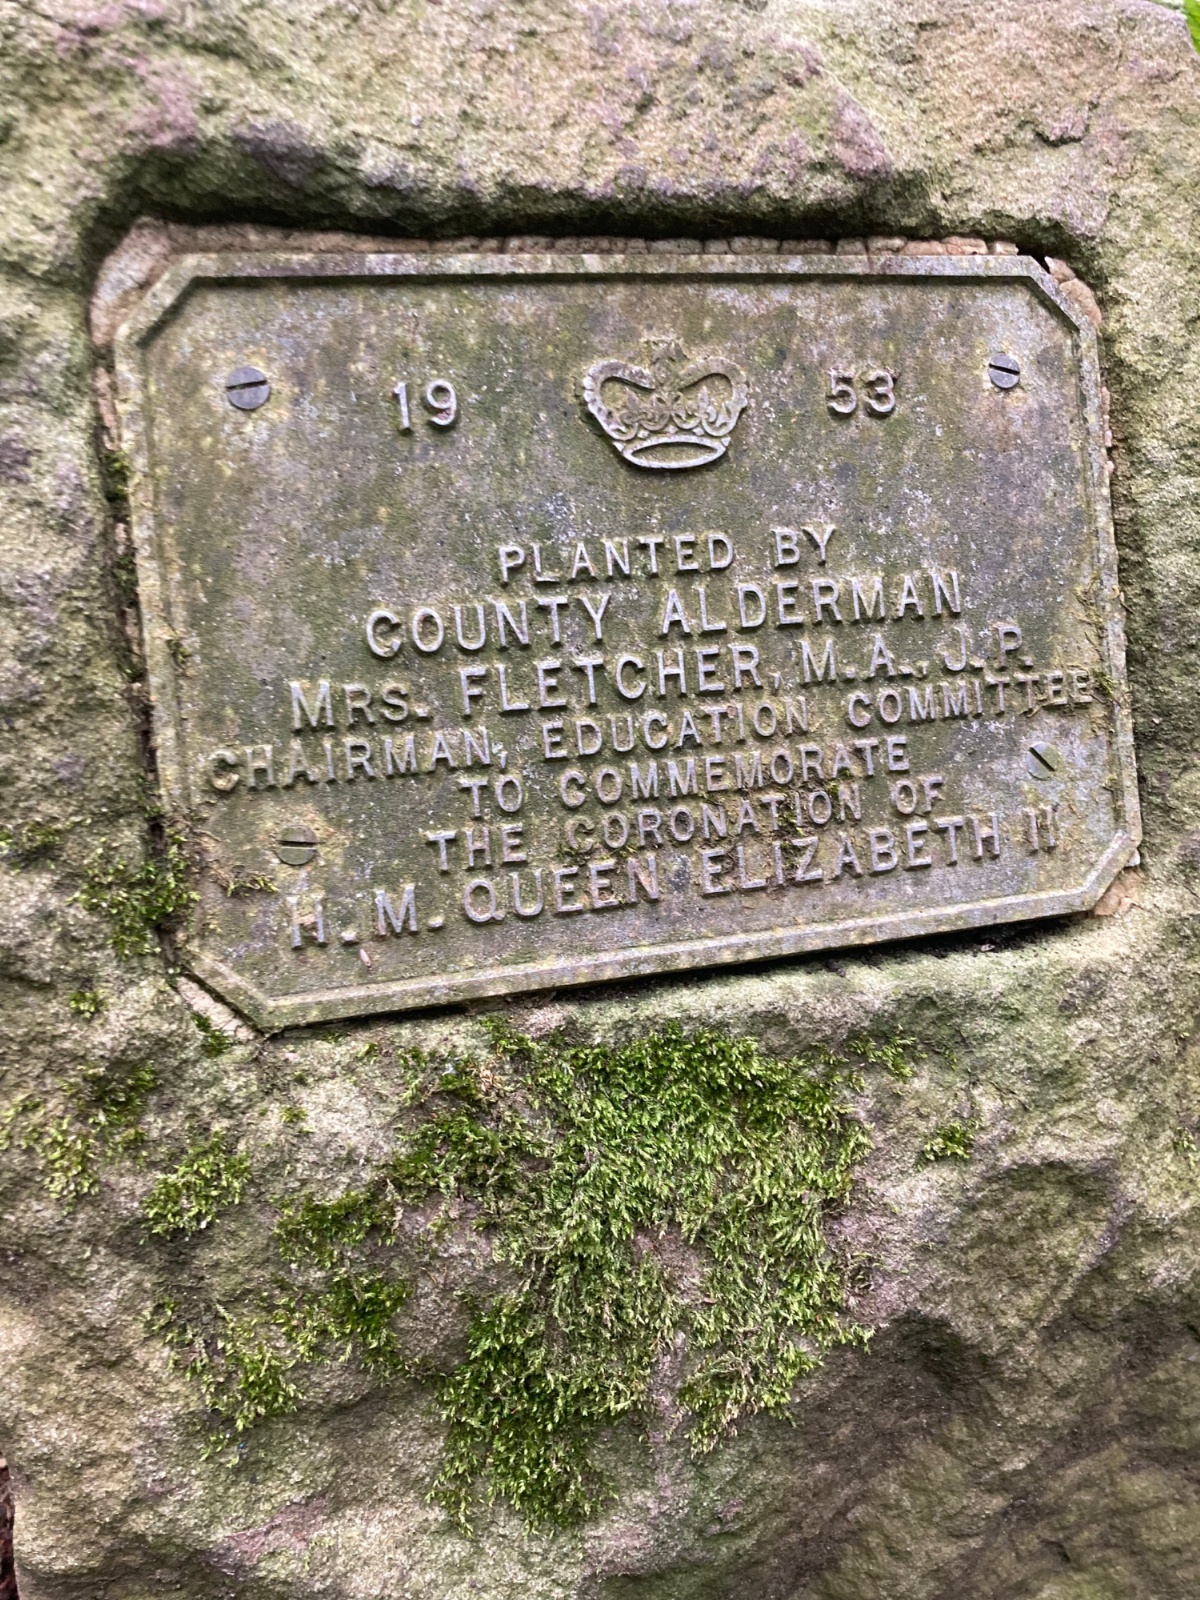 19 53
PLANTED BY
COUNTY ALDERMAN
MRS. FLETCHER, M.A., J.P.
CHAIRMAN, EDUCATION COMMITTEE
TO COMMEMORATE
THE CORONATION OF
H.M. QUEEN ELIZABETH II